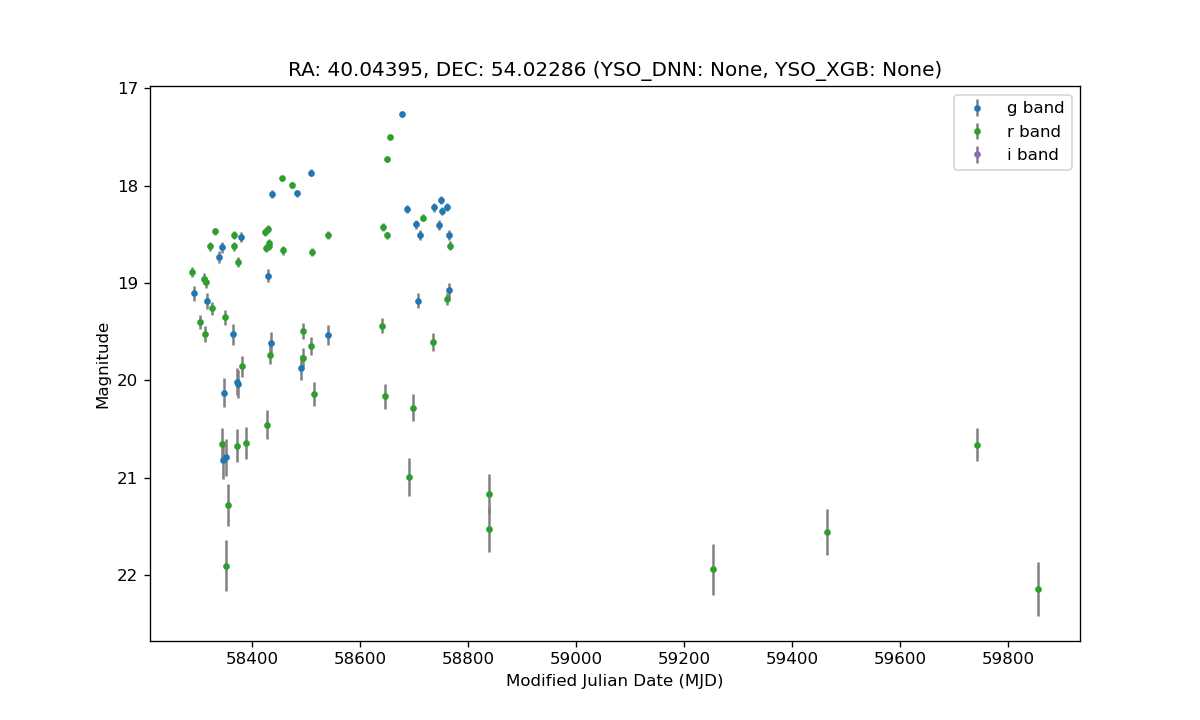 RA: 40.04395, DEC: 54.02286 (YSO_DNN: None, YSO_XGB: None)
17
18
19
20
21
22
Magnitude
g band
r band
i band
58400
58600
58800
59000
59200
59400
59600
59800
Modified Julian Date (MJD)